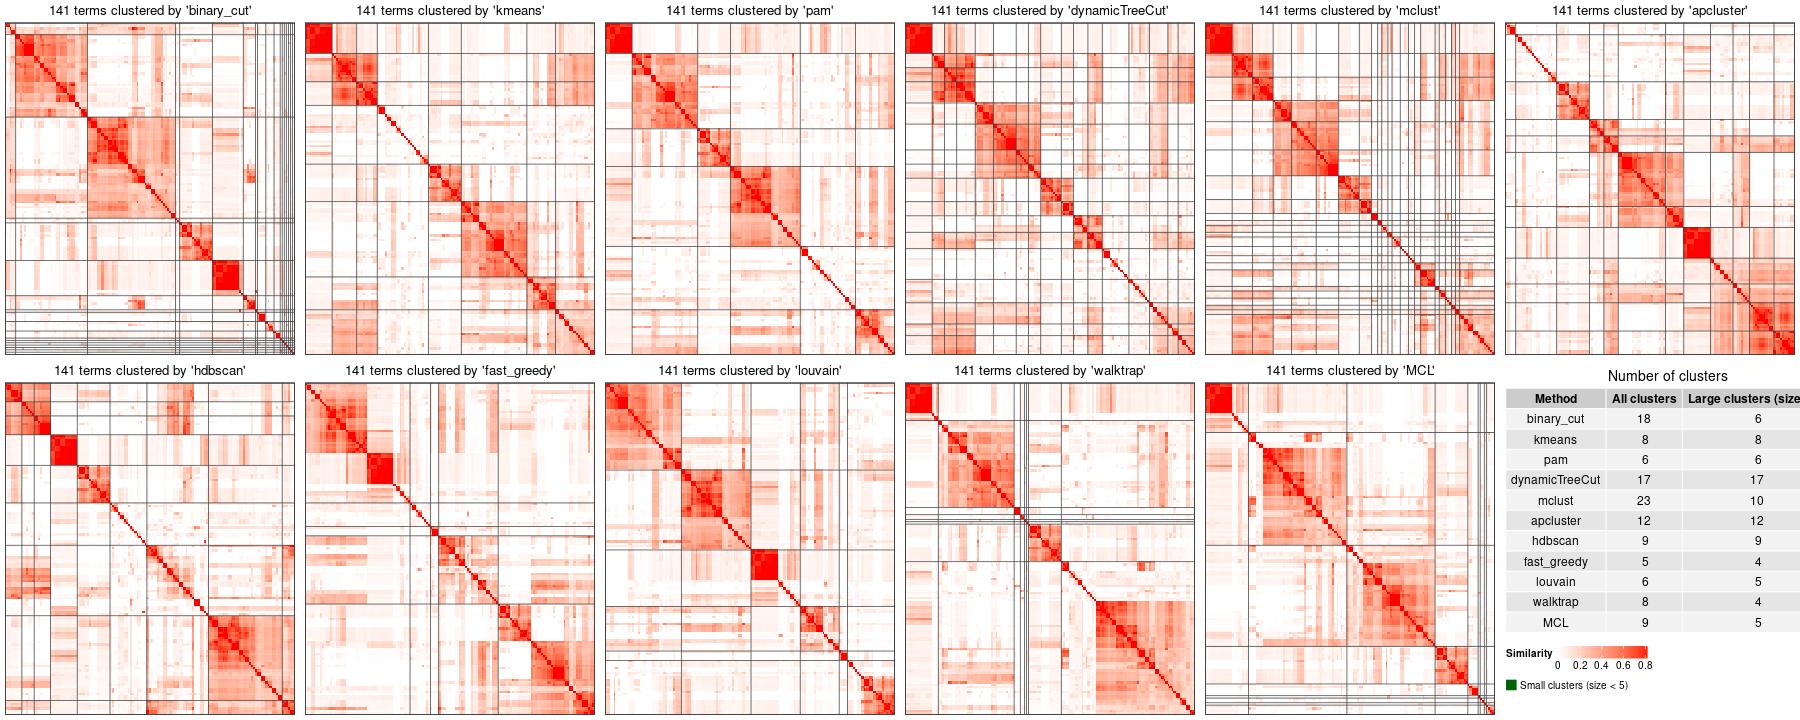 141 terms clustered by 'binary_cut'
141 terms clustered by 'kmeans'
141 terms clustered by 'pam'
141 terms clustered by 'dynamicTreeCut'
141 terms clustered by 'mclust'
141 terms clustered by 'apcluster'
141 terms clustered by 'hdbscan'
141 terms clustered by 'fast_greedy'
141 terms clustered by 'louvain'
141 terms clustered by 'walktrap'
141 terms clustered by 'MCL'
Number of clusters
Method All clusters Large clusters (size
binary_cut 18 6
kmeans 8 8
pam 6 6
dynamicTreeCut 17 17
mclust 23 10
apcluster 12 12
hdbscan 9 9
fast_greedy 5 4
louvain 6 5
walktrap 8 4
MCL 9 5
Similarity
0 0.2 0.4 0.6 0.8
Small clusters (size < 5)